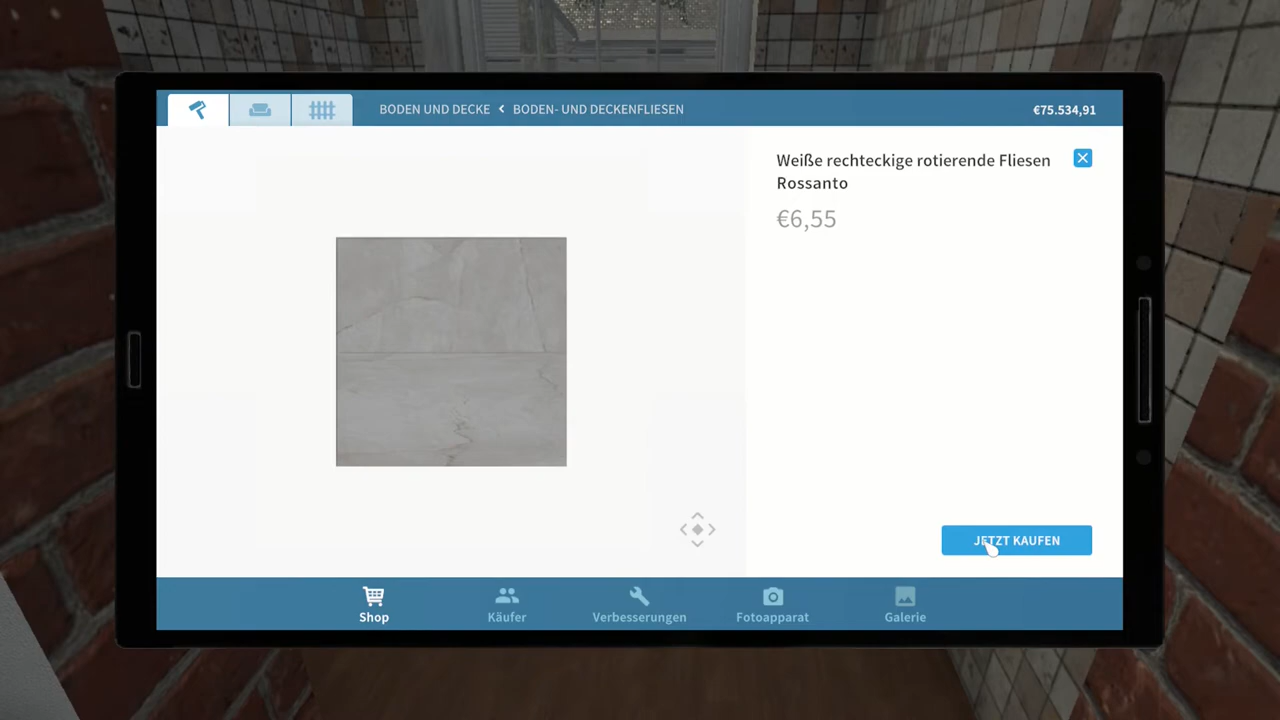 BODEN UND DECKE < BODEN- UND DECKENFLIESEN
€75.534,91
Weiße rechteckige rotierende Fliesen
Rossanto
€6,55
JETZT KAUFEN
Shop
Käufer
Verbesserungen
Fotoapparat
Galerie